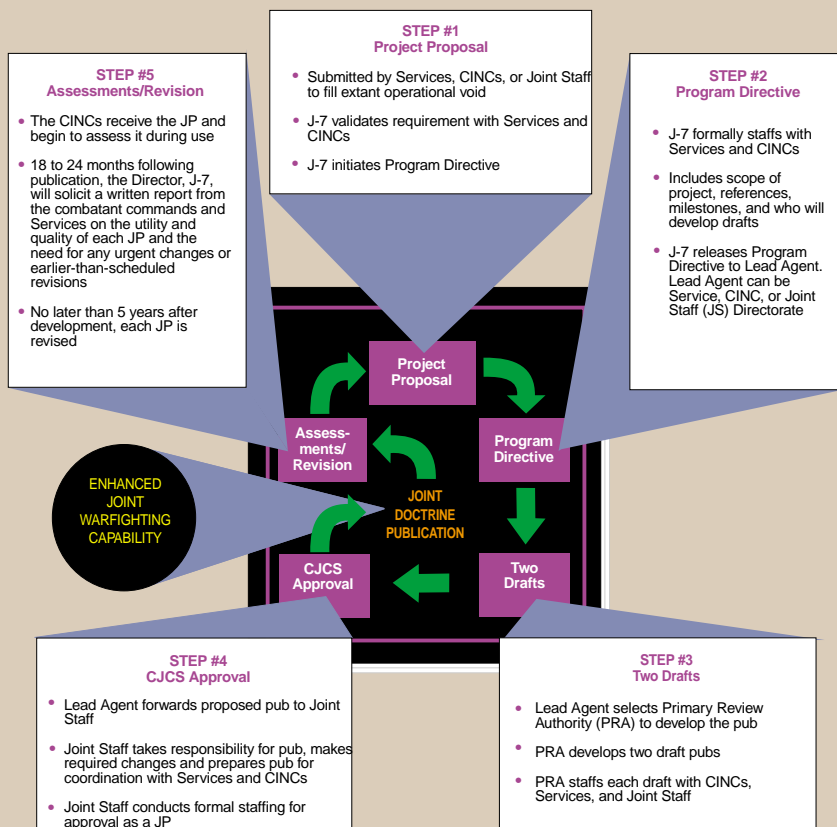 STEP #1
Project Proposal
• Submitted by Services, CINCs, or Joint Staff
to fill extant operational void
• J-7 validates requirement with Services and
CINCs
• J-7 initiates Program Directive
STEP #5
Assessments/Revision
• The CINCs receive the JP and
begin to assess it during use
• 18 to 24 months following
publication, the Director, J-7,
will solicit a written report from
the combatant commands and
Services on the utility and
quality of each JP and the
need for any urgent changes or
earlier-than-scheduled
revisions
• No later than 5 years after
development, each JP is
revised
STEP #2
Program Directive
• J-7 formally staffs with
Services and CINCs
• Includes scope of
project, references,
milestones, and who will
develop drafts
• J-7 releases Program
Directive to Lead Agent.
Lead Agent can be
Service, CINC, or Joint
Staff (JS) Directorate
Project
Proposal
Assess-
ments/
Revision
Program
Directive
ENHANCED
JOINT
WARFIGHTING
CAPABILITY
JOINT
DOCTRINE
PUBLICATION
CJCS
Approval
Two
Drafts
STEP #4
CJCS Approval
• Lead Agent forwards proposed pub to Joint
Staff
• Joint Staff takes responsibility for pub, makes
required changes and prepares pub for
coordination with Services and CINCs
• Joint Staff conducts formal staffing for
approval as a JP
STEP #3
Two Drafts
• Lead Agent selects Primary Review
Authority (PRA) to develop the pub
• PRA develops two draft pubs
• PRA staffs each draft with CINCs,
Services, and Joint Staff